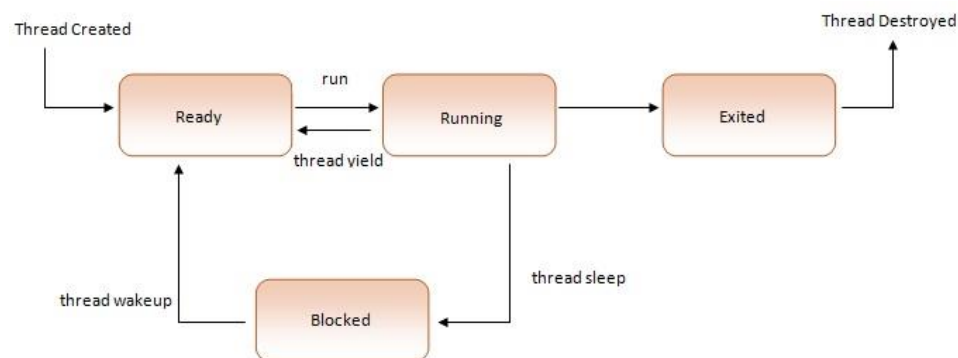 Thread Created
Thread Destroyed
run
Ready
Running
Exited
thread yield
thread sleep
thread wakeup
Blocked